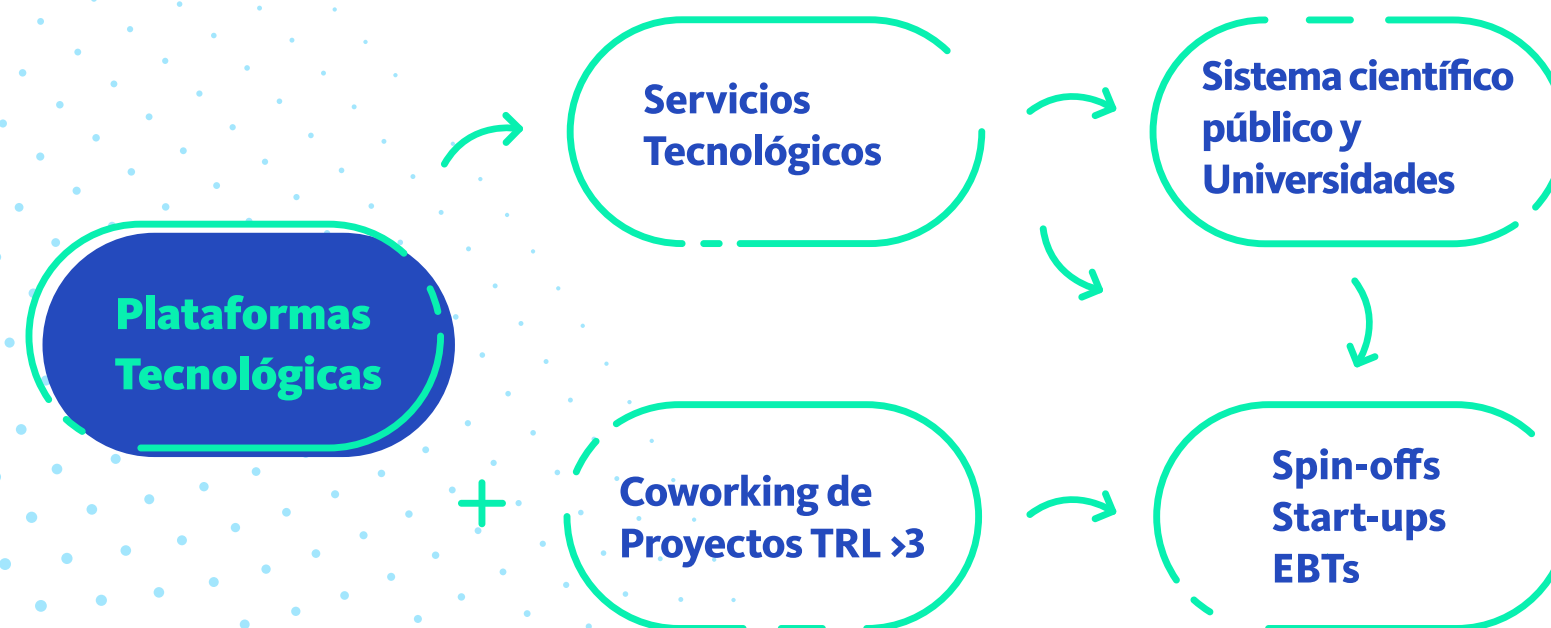 Servicios
Tecnológicos
Sistema científico
público y
Universidades
Plataformas
Tecnológicas
+
Coworking de
Proyectos TRL >3
Spin-offs
Start-ups
EBTs